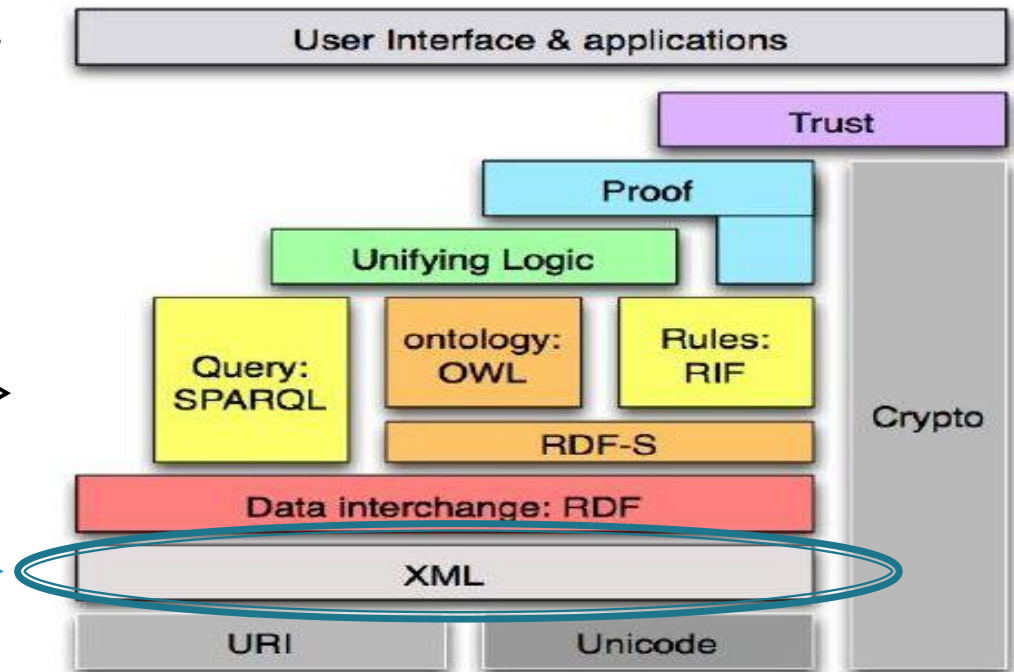 User Interface & applications
Trust
Proof
Unifying Logic
Query:
SPARQL
ontology:
OWL
Rules:
RIF
Crypto
RDF-S
Data interchange: RDF
XML
URI
Unicode